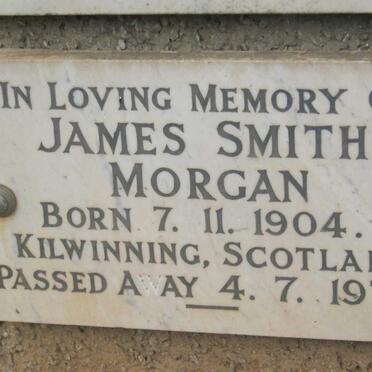 IN LOVING MEMORY
JAMES SMITH
MORGAN
BORN 7. 11. 1904.
KILWINNING, SCOTLA
PASSED AWAY 4. 7. 19